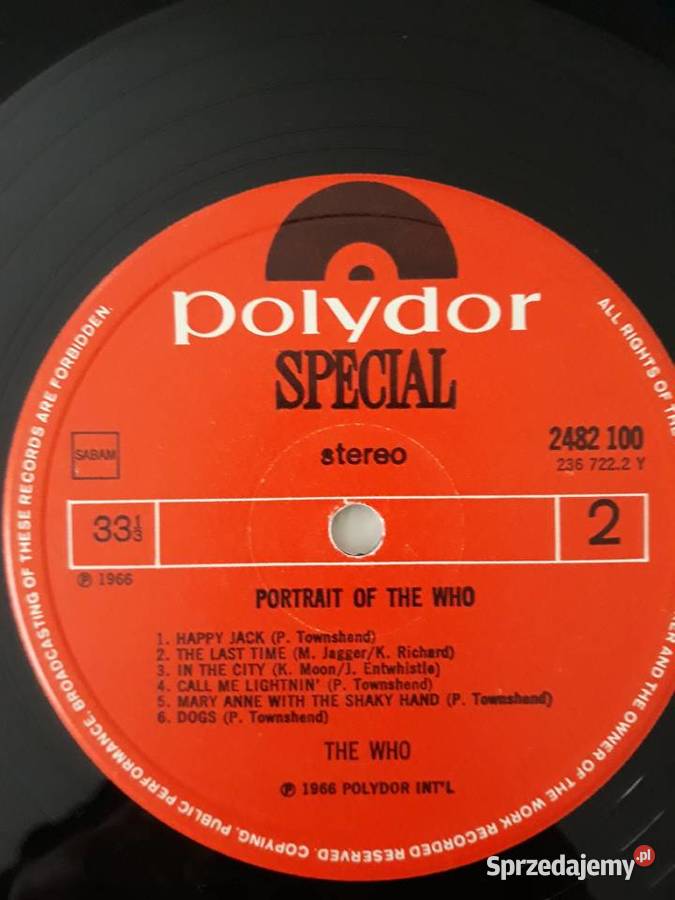 polydor
SPECIAL
stereo
SABAM
2482 100
236 722.2 Y
33 1/3
2
℗ 1966
PORTRAIT OF THE WHO
1. HAPPY JACK (P. Townshend)
2. THE LAST TIME (M. Jagger/K. Richard)
3. IN THE CITY (K. Moon/J. Entwhistle)
4. CALL ME LIGHTNIN' (P. Townshend)
5. MARY ANNE WITH THE SHAKY HAND (P. Townshend)
6. DOGS (P. Townshend)
THE WHO
℗ 1966 POLYDOR INT'L
ALL RIGHTS OF THE
ER AND THE OWNER OF THE WORK RECORDED RESERVED. COPYING, PUBLIC PERFORMANCE, BROADCASTING OF THESE RECORDS ARE FORBIDDEN.
Sprzedajemy.pl